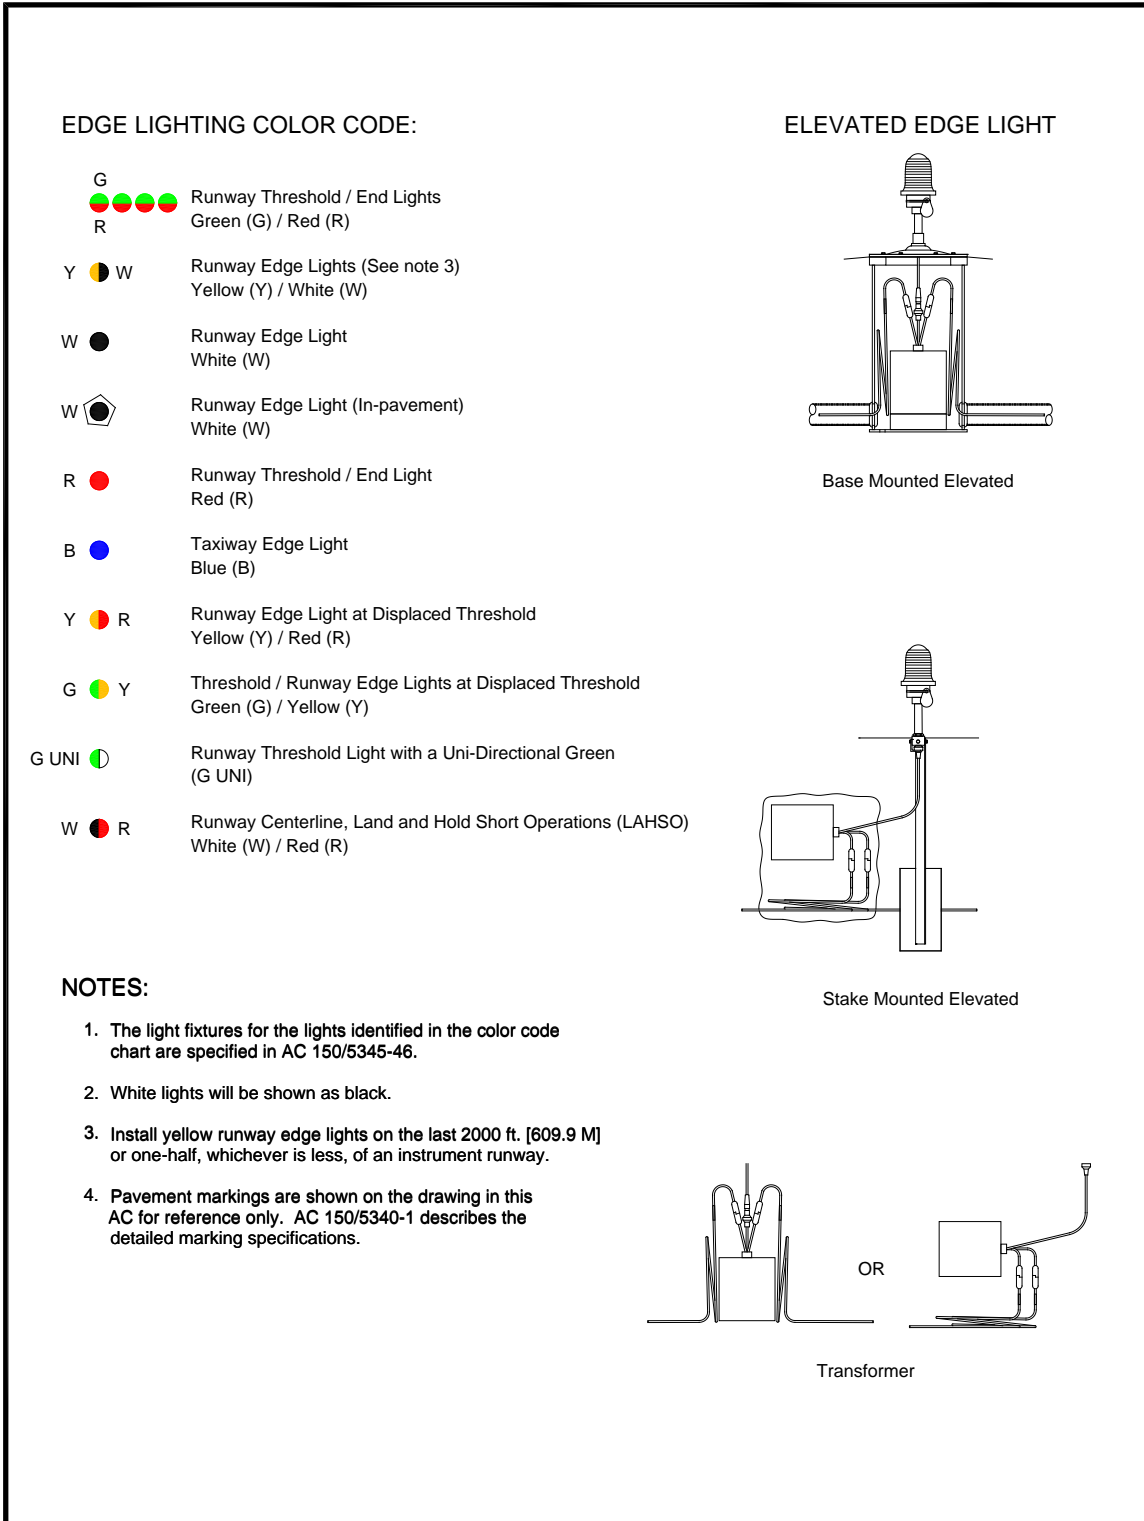 EDGE LIGHTING COLOR CODE:
G
R
Runway Threshold / End Lights
Green (G) / Red (R)
Y W
Runway Edge Lights (See note 3)
Yellow (Y) / White (W)
W
Runway Edge Light
White (W)
W
Runway Edge Light (In-pavement)
White (W)
R
Runway Threshold / End Light
Red (R)
B
Taxiway Edge Light
Blue (B)
Y R
Runway Edge Light at Displaced Threshold
Yellow (Y) / Red (R)
G Y
Threshold / Runway Edge Lights at Displaced Threshold
Green (G) / Yellow (Y)
G UNI
Runway Threshold Light with a Uni-Directional Green
(G UNI)
W R
Runway Centerline, Land and Hold Short Operations (LAHSO)
White (W) / Red (R)
NOTES:
1. The light fixtures for the lights identified in the color code
chart are specified in AC 150/5345-46.
2. White lights will be shown as black.
3. Install yellow runway edge lights on the last 2000 ft. [609.9 M]
or one-half, whichever is less, of an instrument runway.
4. Pavement markings are shown on the drawing in this
AC for reference only. AC 150/5340-1 describes the
detailed marking specifications.
ELEVATED EDGE LIGHT
Base Mounted Elevated
Stake Mounted Elevated
OR
Transformer